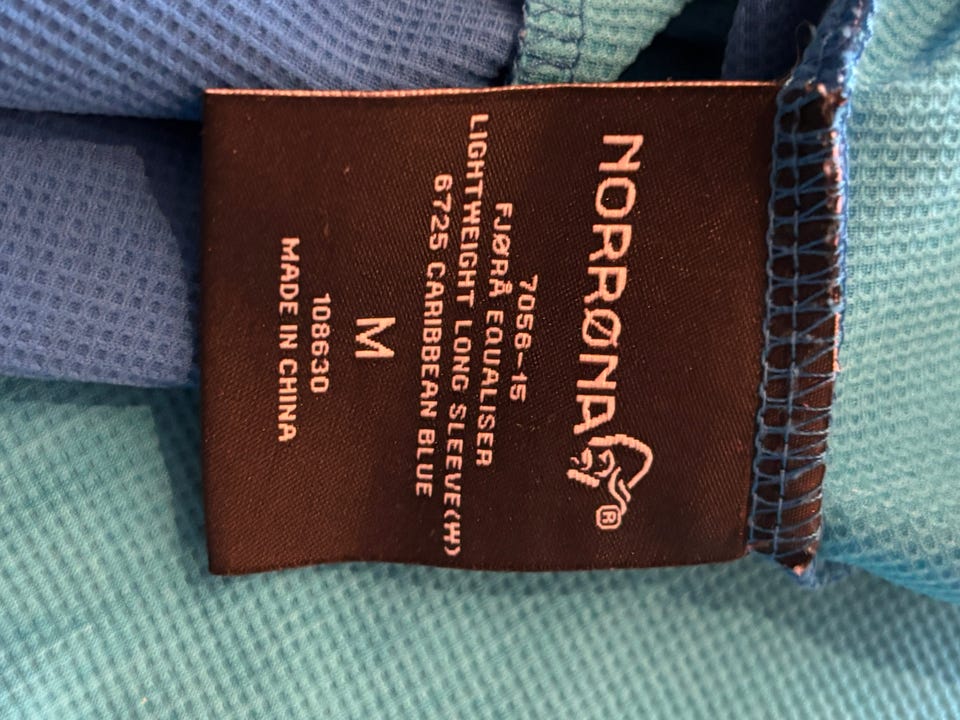 NORRØNA®
7056-15
FJØRÅ EQUALISER
LIGHTWEIGHT LONG SLEEVE(W)
6725 CARIBBEAN BLUE
M
108630
MADE IN CHINA